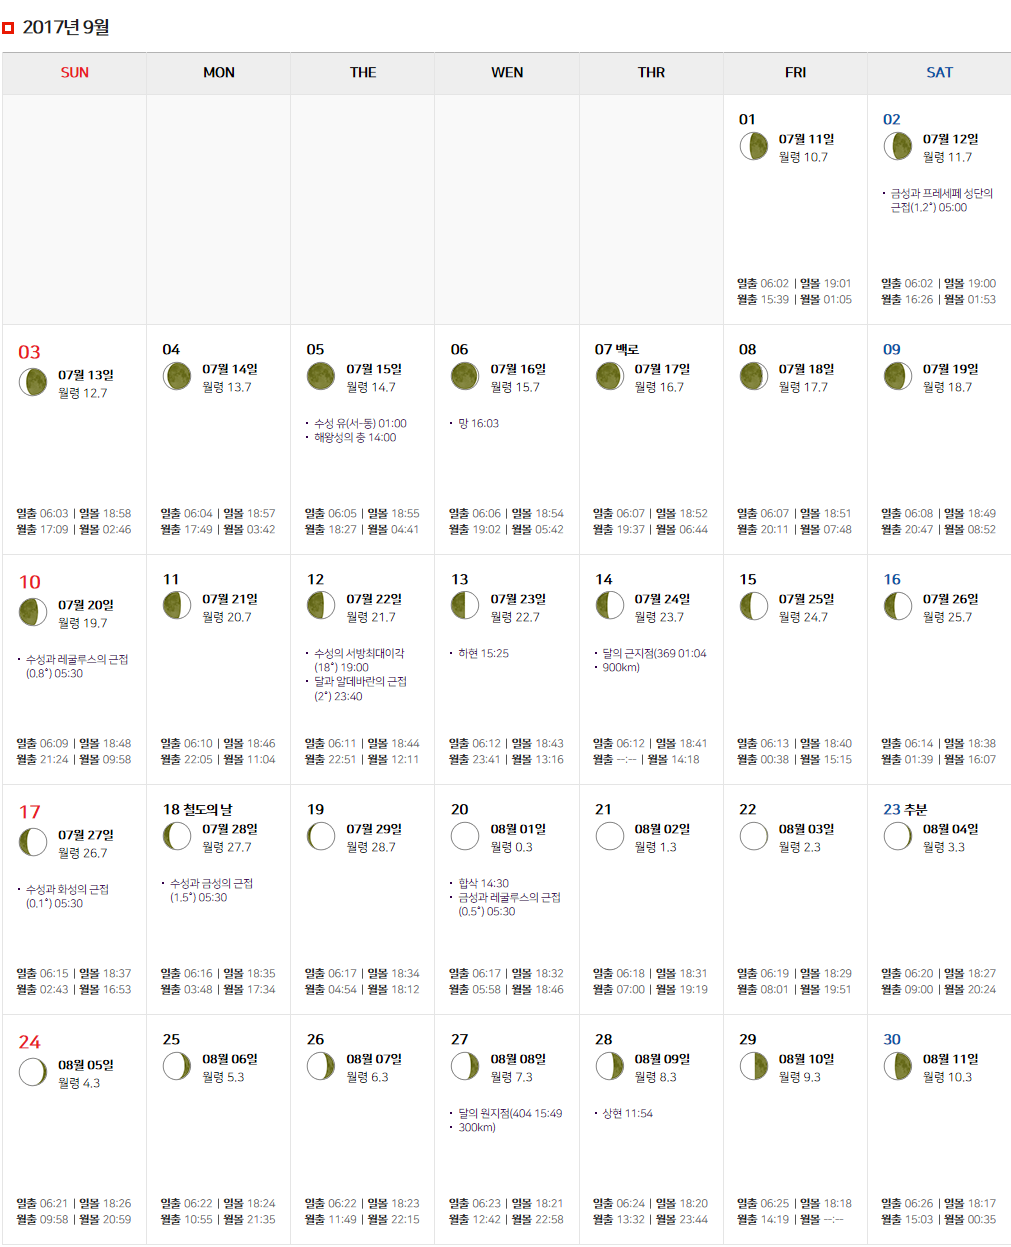 2017년 9월
SUN MON THE WEN THR FRI SAT
01
07월 11일
월령 10.7
일출 06:02 | 일몰 19:01
월출 15:39 | 월몰 01:05
02
07월 12일
월령 11.7
금성과 프레세페 성단의
근접(1.2°) 05:00
일출 06:02 | 일몰 19:00
월출 16:26 | 월몰 01:53
03
07월 13일
월령 12.7
일출 06:03 | 일몰 18:58
월출 17:09 | 월몰 02:46
04
07월 14일
월령 13.7
일출 06:04 | 일몰 18:57
월출 17:49 | 월몰 03:42
05
07월 15일
월령 14.7
수성 유(서-동) 01:00
해왕성의 충 14:00
일출 06:05 | 일몰 18:55
월출 18:27 | 월몰 04:41
06
07월 16일
월령 15.7
망 16:03
일출 06:06 | 일몰 18:54
월출 19:02 | 월몰 05:42
07 백로
07월 17일
월령 16.7
일출 06:07 | 일몰 18:52
월출 19:37 | 월몰 06:44
08
07월 18일
월령 17.7
일출 06:07 | 일몰 18:51
월출 20:11 | 월몰 07:48
09
07월 19일
월령 18.7
일출 06:08 | 일몰 18:49
월출 20:47 | 월몰 08:52
10
07월 20일
월령 19.7
수성과 레굴루스의 근접
(0.8°) 05:30
일출 06:09 | 일몰 18:48
월출 21:24 | 월몰 09:58
11
07월 21일
월령 20.7
일출 06:10 | 일몰 18:46
월출 22:05 | 월몰 11:04
12
07월 22일
월령 21.7
수성의 서방최대이각
(18°) 19:00
달과 알데바란의 근접
(2°) 23:40
일출 06:11 | 일몰 18:44
월출 22:51 | 월몰 12:11
13
07월 23일
월령 22.7
하현 15:25
일출 06:12 | 일몰 18:43
월출 23:41 | 월몰 13:16
14
07월 24일
월령 23.7
달의 근지점(369 01:04
900km)
일출 06:12 | 일몰 18:41
월출 --:-- | 월몰 14:18
15
07월 25일
월령 24.7
일출 06:13 | 일몰 18:40
월출 00:38 | 월몰 15:15
16
07월 26일
월령 25.7
일출 06:14 | 일몰 18:38
월출 01:39 | 월몰 16:07
17
07월 27일
월령 26.7
수성과 화성의 근접
(0.1°) 05:30
일출 06:15 | 일몰 18:37
월출 02:43 | 월몰 16:53
18 철도의 날
07월 28일
월령 27.7
수성과 금성의 근접
(1.5°) 05:30
일출 06:16 | 일몰 18:35
월출 03:48 | 월몰 17:34
19
07월 29일
월령 28.7
일출 06:17 | 일몰 18:34
월출 04:54 | 월몰 18:12
20
08월 01일
월령 0.3
합삭 14:30
금성과 레굴루스의 근접
(0.5°) 05:30
일출 06:17 | 일몰 18:32
월출 05:58 | 월몰 18:46
21
08월 02일
월령 1.3
일출 06:18 | 일몰 18:31
월출 07:00 | 월몰 19:19
22
08월 03일
월령 2.3
일출 06:19 | 일몰 18:29
월출 08:01 | 월몰 19:51
23 추분
08월 04일
월령 3.3
일출 06:20 | 일몰 18:27
월출 09:00 | 월몰 20:24
24
08월 05일
월령 4.3
일출 06:21 | 일몰 18:26
월출 09:58 | 월몰 20:59
25
08월 06일
월령 5.3
일출 06:22 | 일몰 18:24
월출 10:55 | 월몰 21:35
26
08월 07일
월령 6.3
일출 06:22 | 일몰 18:23
월출 11:49 | 월몰 22:15
27
08월 08일
월령 7.3
달의 원지점(404 15:49
300km)
일출 06:23 | 일몰 18:21
월출 12:42 | 월몰 22:58
28
08월 09일
월령 8.3
상현 11:54
일출 06:24 | 일몰 18:20
월출 13:32 | 월몰 23:44
29
08월 10일
월령 9.3
일출 06:25 | 일몰 18:18
월출 14:19 | 월몰 --:--
30
08월 11일
월령 10.3
일출 06:26 | 일몰 18:17
월출 15:03 | 월몰 00:35